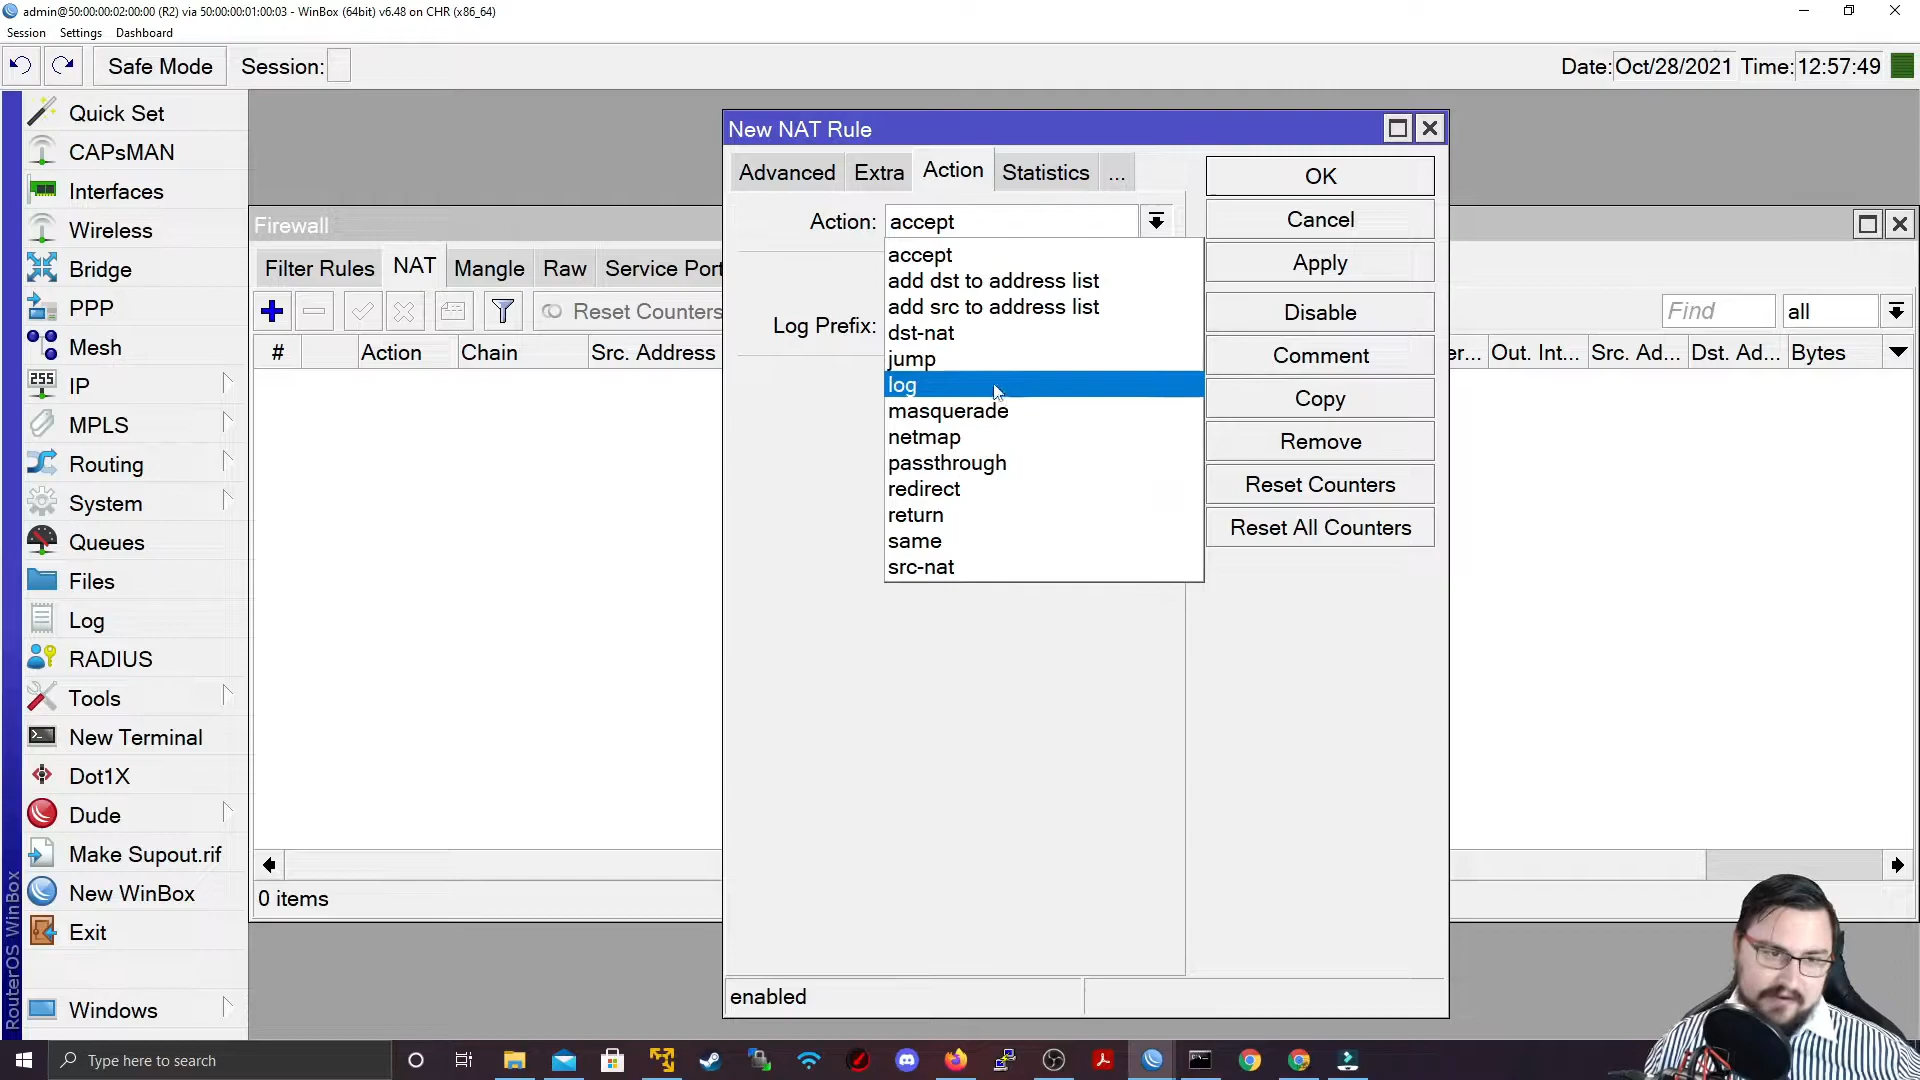 admin@50:00:00:02:00:00 (R2) via 50:00:00:01:00:03 - WinBox (64bit) v6.48 on CHR (x86_64)
Session Settings Dashboard
Safe Mode Session: Date: Oct/28/2021 Time: 12:57:49
Quick Set
CAPsMAN
Interfaces
Wireless
Bridge
PPP
Mesh
255
IP
MPLS
Routing
System
Queues
Files
Log
RADIUS
Tools
New Terminal
Dot1X
Dude
Make Supout.rif
New WinBox
Exit
Windows
RouterOS WinBox
Firewall
Filter Rules NAT Mangle Raw Service Port
Reset Counters
Find all
# Action Chain Src. Address
er... Out. Int... Src. Ad... Dst. Ad... Bytes
0 items
New NAT Rule
Advanced Extra Action Statistics ...
Action: accept
Log Prefix:
accept
add dst to address list
add src to address list
dst-nat
jump
log
masquerade
netmap
passthrough
redirect
return
same
src-nat
OK
Cancel
Apply
Disable
Comment
Copy
Remove
Reset Counters
Reset All Counters
enabled
Type here to search